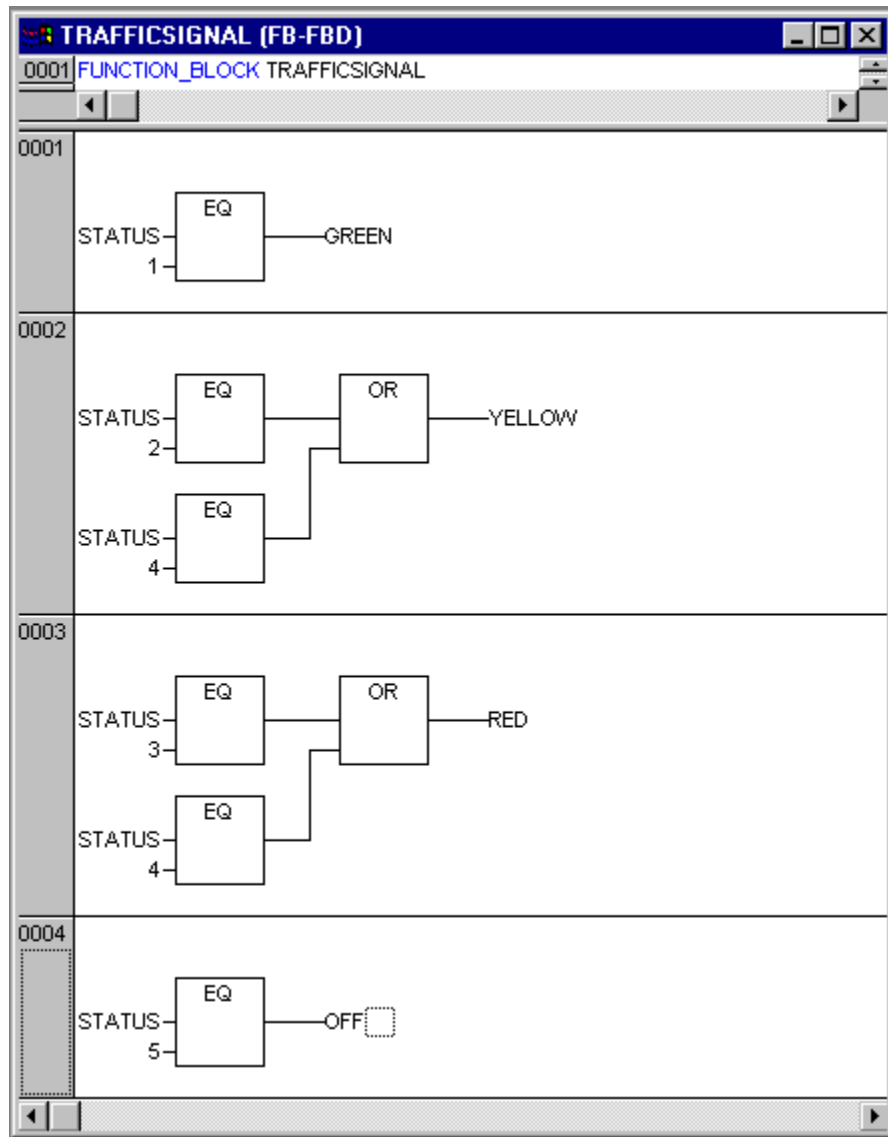 TRAFFICSIGNAL (FB-FBD)
0001 FUNCTION_BLOCK TRAFFICSIGNAL
0001
EQ
STATUS GREEN
1
0002
EQ OR
STATUS YELLOW
2
EQ
STATUS
4
0003
EQ OR
STATUS RED
3
EQ
STATUS
4
0004
EQ
STATUS OFF
5